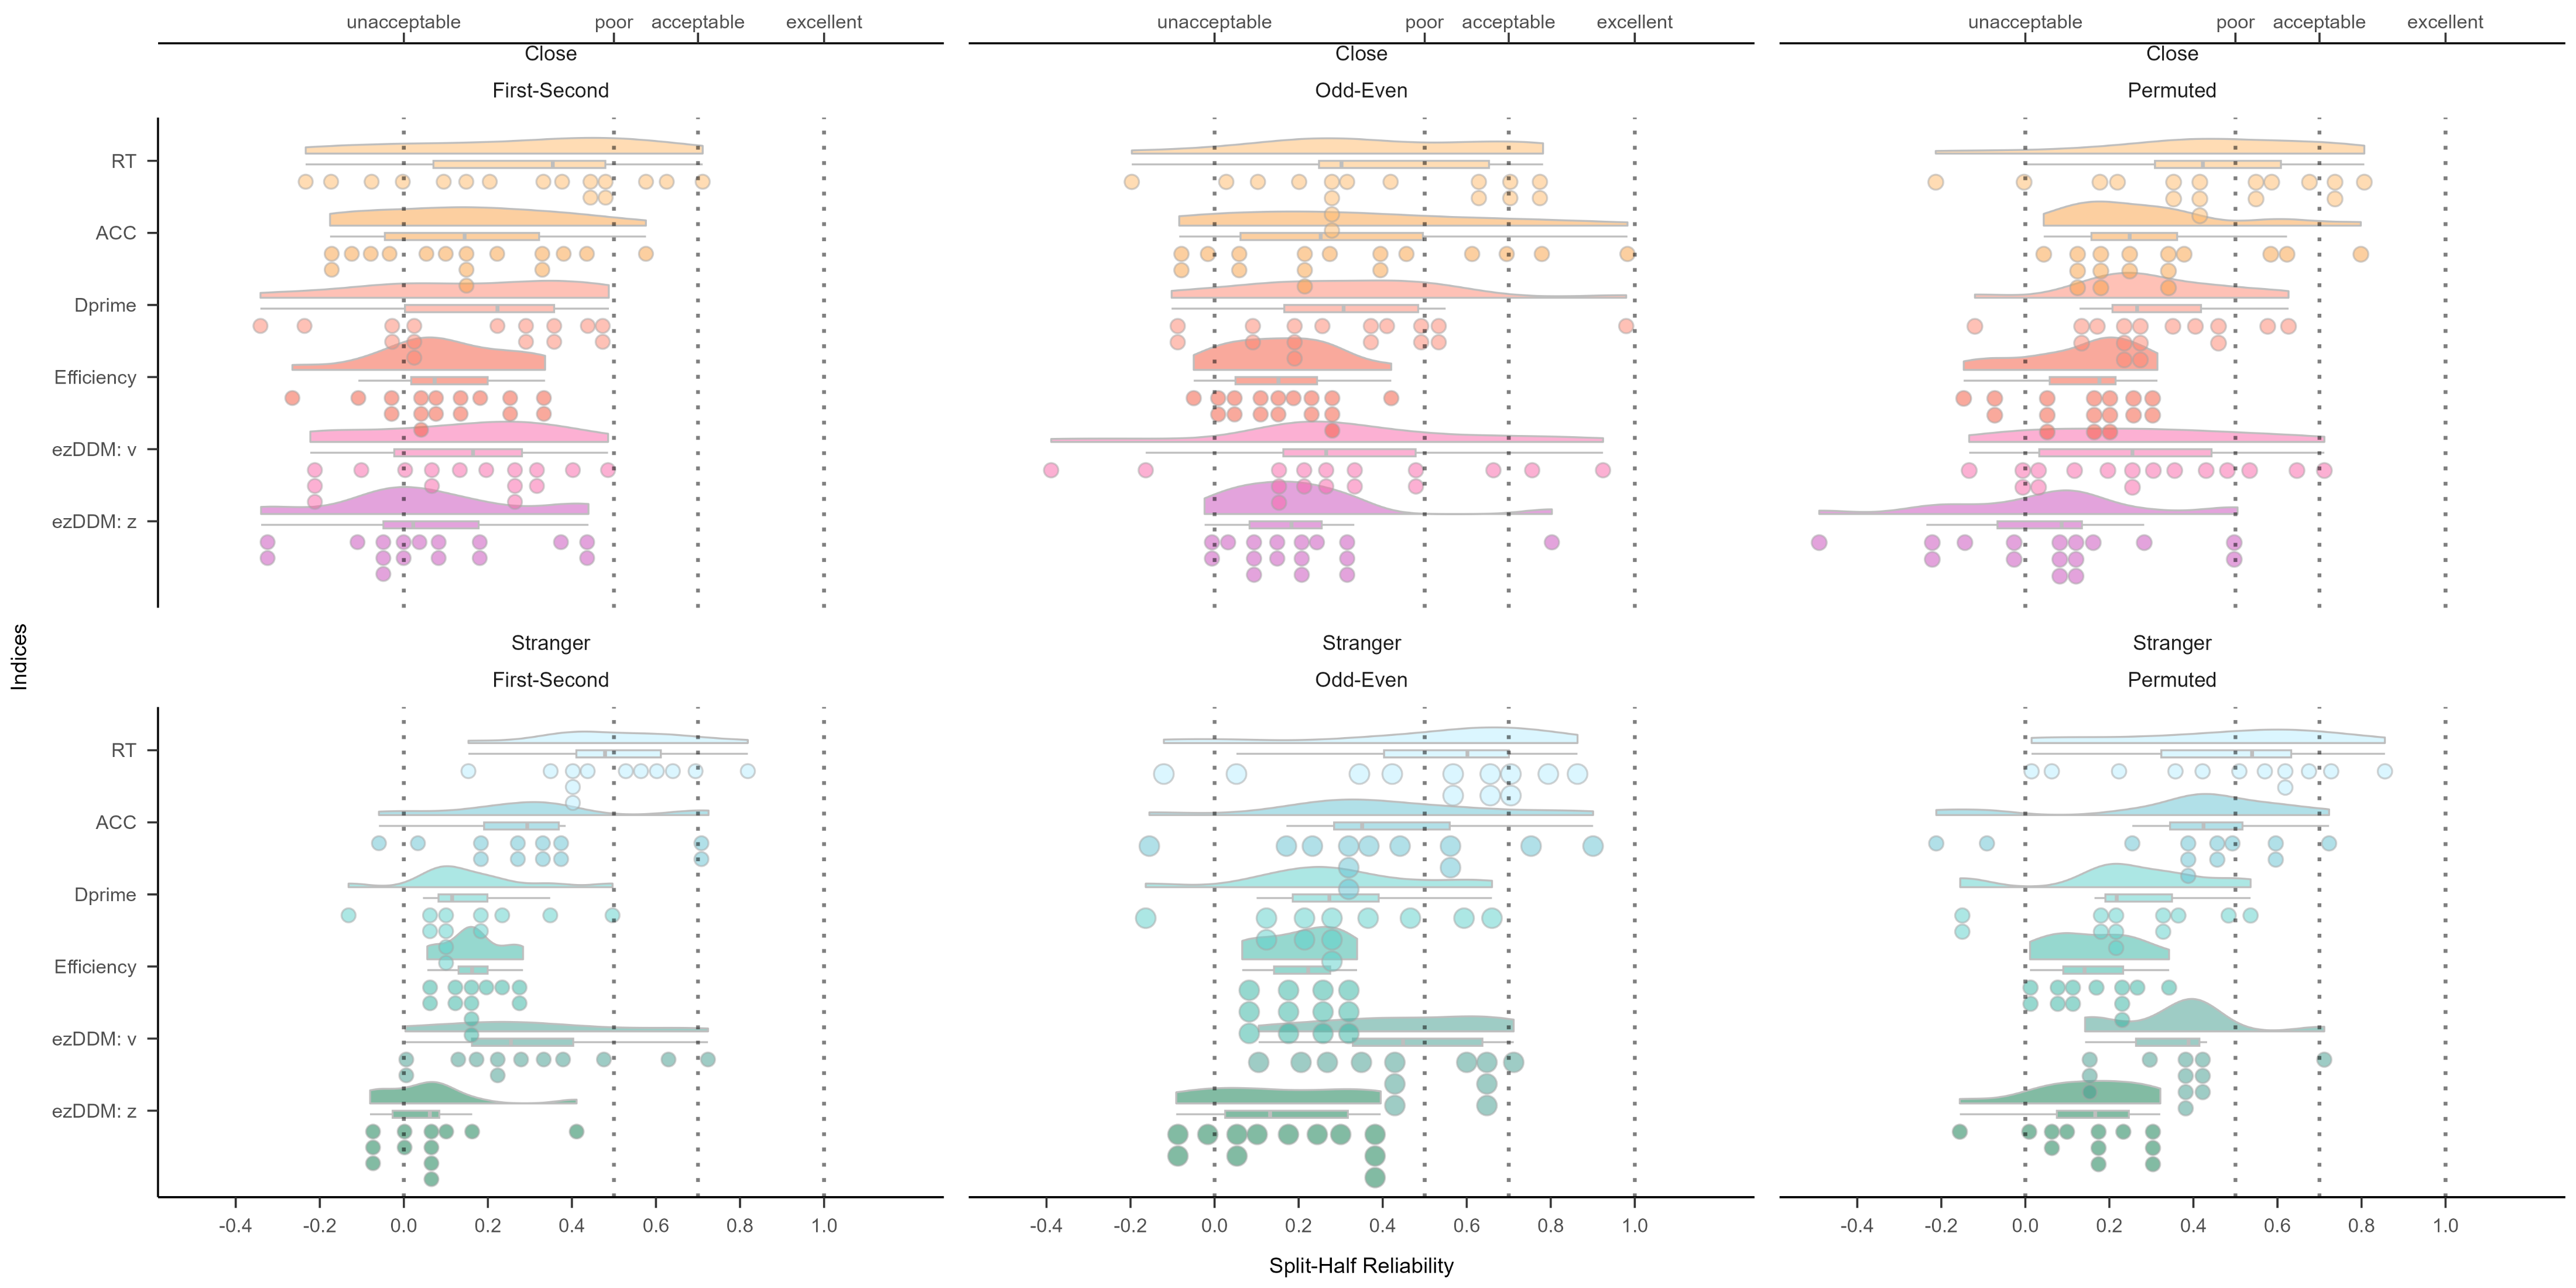 unacceptable poor acceptable excellent unacceptable poor acceptable excellent unacceptable poor acceptable excellent
Close Close Close
First-Second Odd-Even Permuted
RT
ACC
Dprime
Efficiency
ezDDM: v
ezDDM: z
Indices
Stranger Stranger Stranger
First-Second Odd-Even Permuted
RT
ACC
Dprime
Efficiency
ezDDM: v
ezDDM: z
-0.4 -0.2 0.0 0.2 0.4 0.6 0.8 1.0 -0.4 -0.2 0.0 0.2 0.4 0.6 0.8 1.0 -0.4 -0.2 0.0 0.2 0.4 0.6 0.8 1.0
Split-Half Reliability